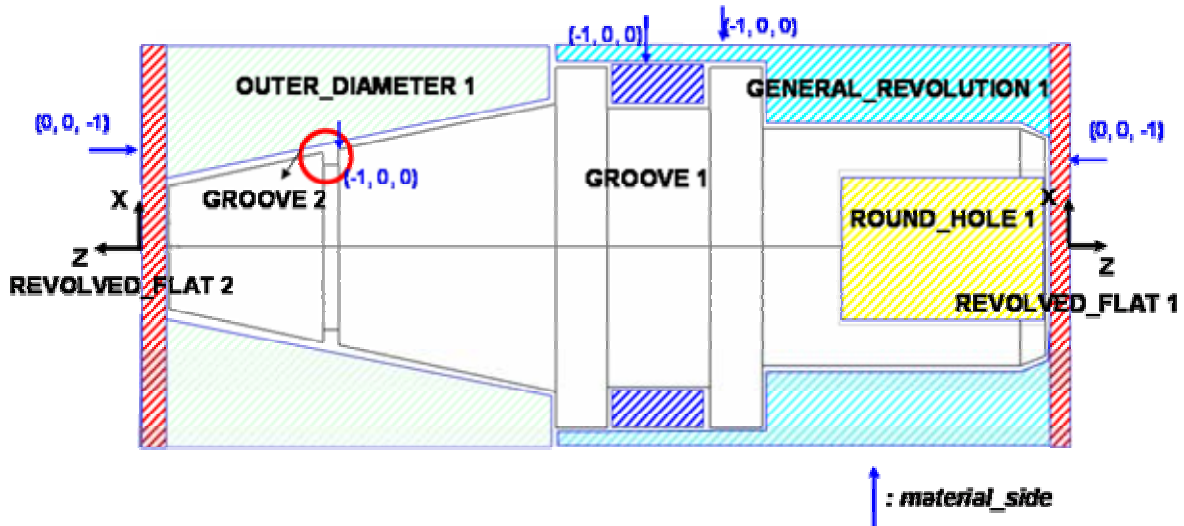 (-1, 0, 0)
(-1, 0, 0)
OUTER_DIAMETER 1
GENERAL_REVOLUTION 1
(0, 0, -1)
(0, 0, -1)
(-1, 0, 0)
GROOVE 1
GROOVE 2
X
X
ROUND_HOLE 1
Z
Z
REVOLVED_FLAT 2
REVOLVED_FLAT 1
: material_side